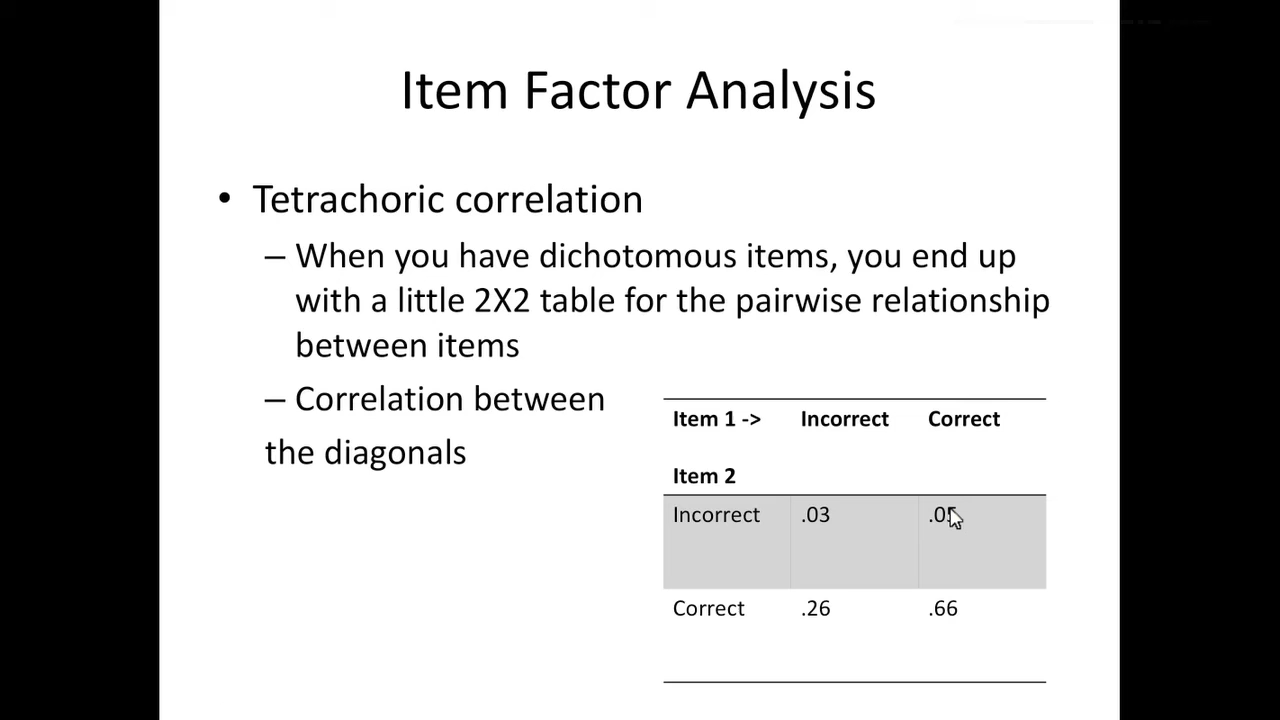 Item Factor Analysis
• Tetrachoric correlation
– When you have dichotomous items, you end up
with a little 2X2 table for the pairwise relationship
between items
– Correlation between
the diagonals
Item 1 -> Incorrect Correct
Item 2
Incorrect .03
Correct .26 .66